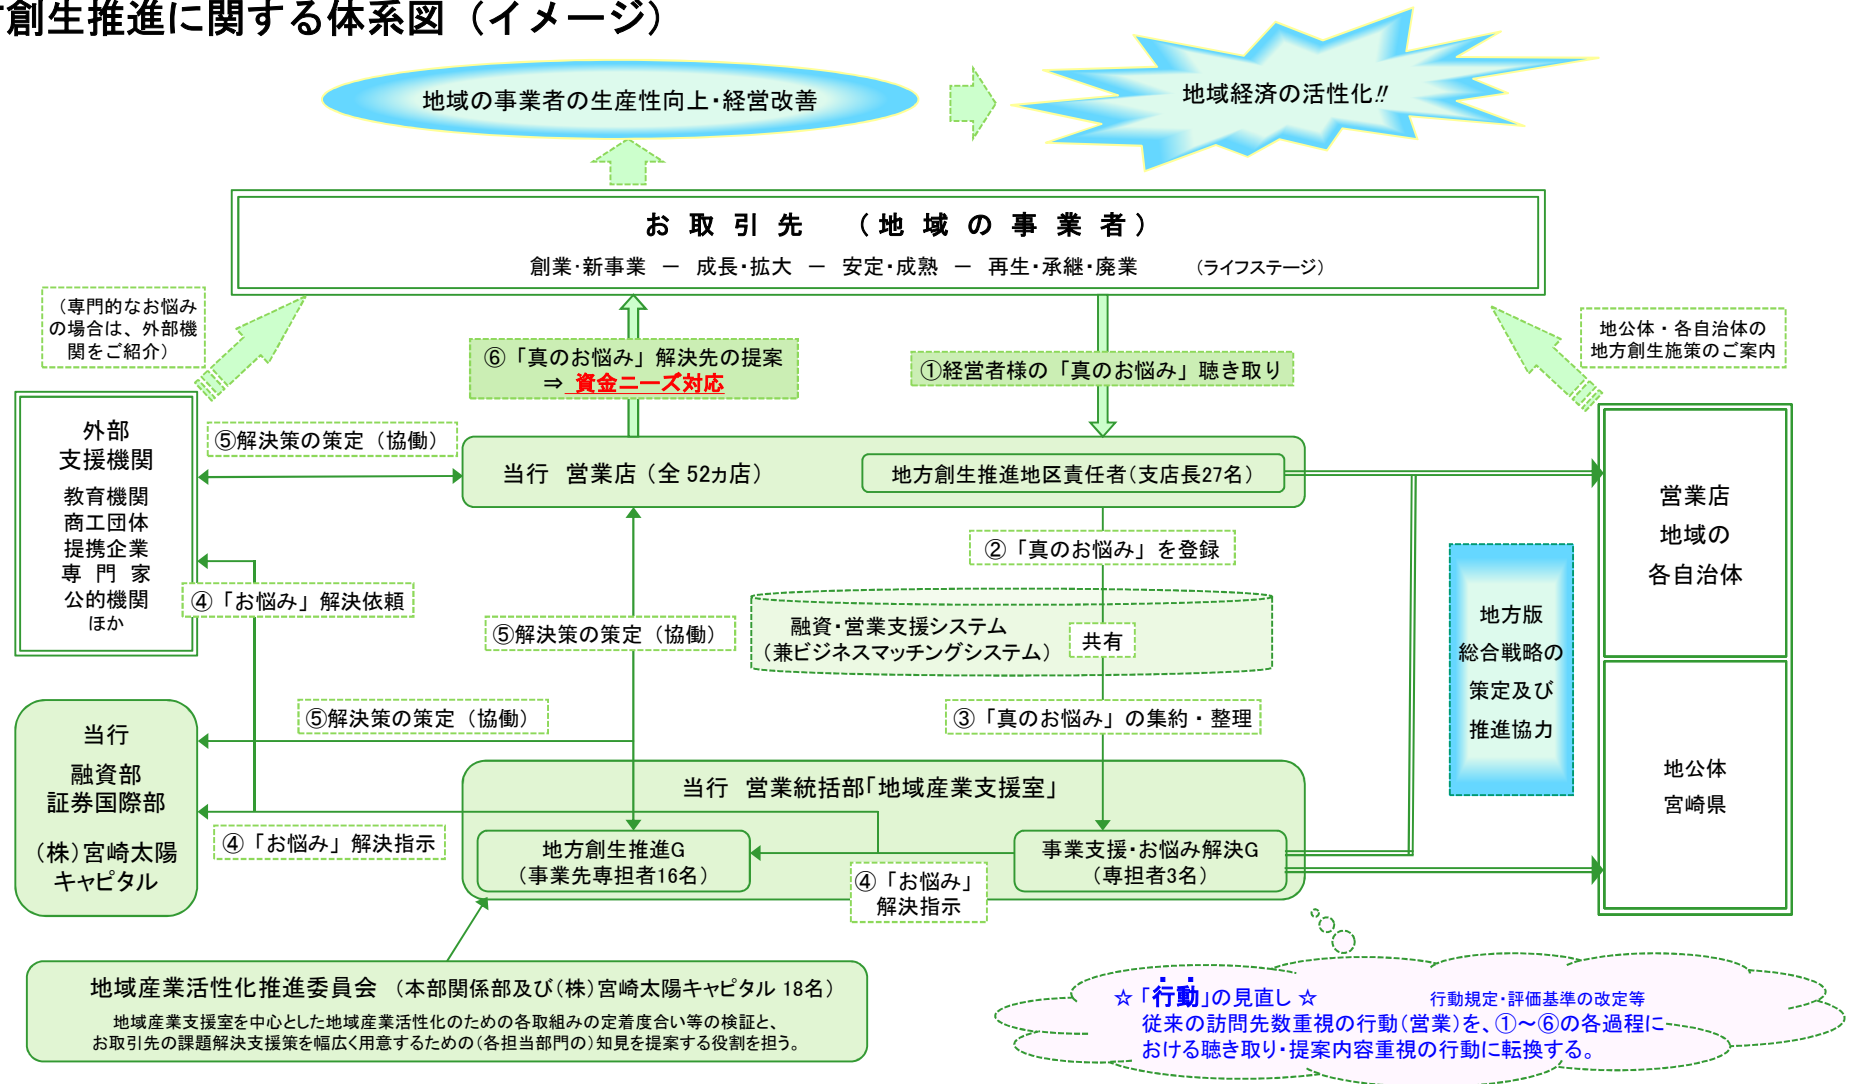 創生推進に関する体系図（イメージ）
地域の事業者の生産性向上・経営改善
地域経済の活性化!!
お取引先（地域の事業者）
創業・新事業 － 成長・拡大 － 安定・成熟 － 再生・承継・廃業 （ライフステージ）
（専門的なお悩み
の場合は、外部機
関をご紹介）
⑥「真のお悩み」解決先の提案
⇒ 資金ニーズ対応
①経営者様の「真のお悩み」聴き取り
地公体・各自治体の
地方創生施策のご案内
外部
支援機関
教育機関
商工団体
提携企業
専門家
公的機関
ほか
⑤解決策の策定（協働）
当行 営業店（全52ヵ店）
地方創生推進地区責任者（支店長27名）
営業店
地域の
各自治体
②「真のお悩み」を登録
④「お悩み」解決依頼
⑤解決策の策定（協働）
融資・営業支援システム
（兼ビジネスマッチングシステム）
共有
地方版
総合戦略の
策定及び
推進協力
⑤解決策の策定（協働）
③「真のお悩み」の集約・整理
当行
融資部
証券国際部
（株）宮崎太陽
キャピタル
当行 営業統括部「地域産業支援室」
地公体
宮崎県
④「お悩み」解決指示
地方創生推進G
（事業先専担者16名）
事業支援・お悩み解決G
（専担者3名）
④「お悩み」
解決指示
地域産業活性化推進委員会 （本部関係部及び（株）宮崎太陽キャピタル 18名）
地域産業支援室を中心とした地域産業活性化のための各取組みの定着度合い等の検証と、
お取引先の課題解決支援策を幅広く用意するための（各担当部門の）知見を提案する役割を担う。
☆「行動」の見直し☆ 行動規定・評価基準の改定等
従来の訪問先数重視の行動（営業）を、①～⑥の各過程に
おける聴き取り・提案内容重視の行動に転換する。